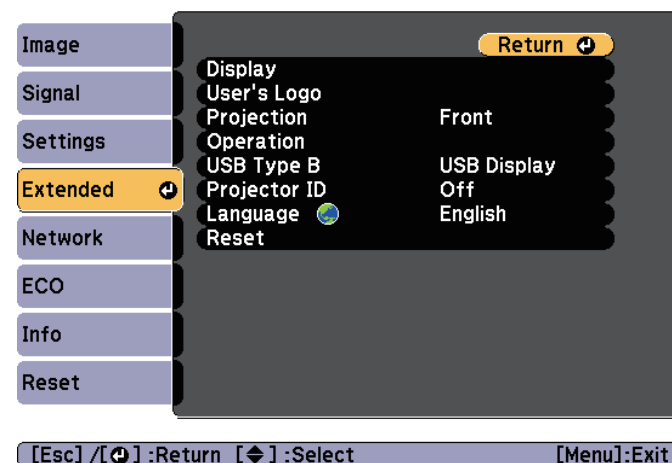 Image
Signal
Settings
Extended
Network
ECO
Info
Reset
Return
Display
User's Logo
Projection Front
Operation
USB Type B USB Display
Projector ID Off
Language English
Reset
[Esc] /[ ] :Return [ ] :Select [Menu]:Exit